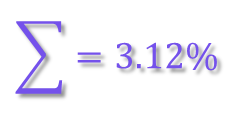 ∑ = 3.12%